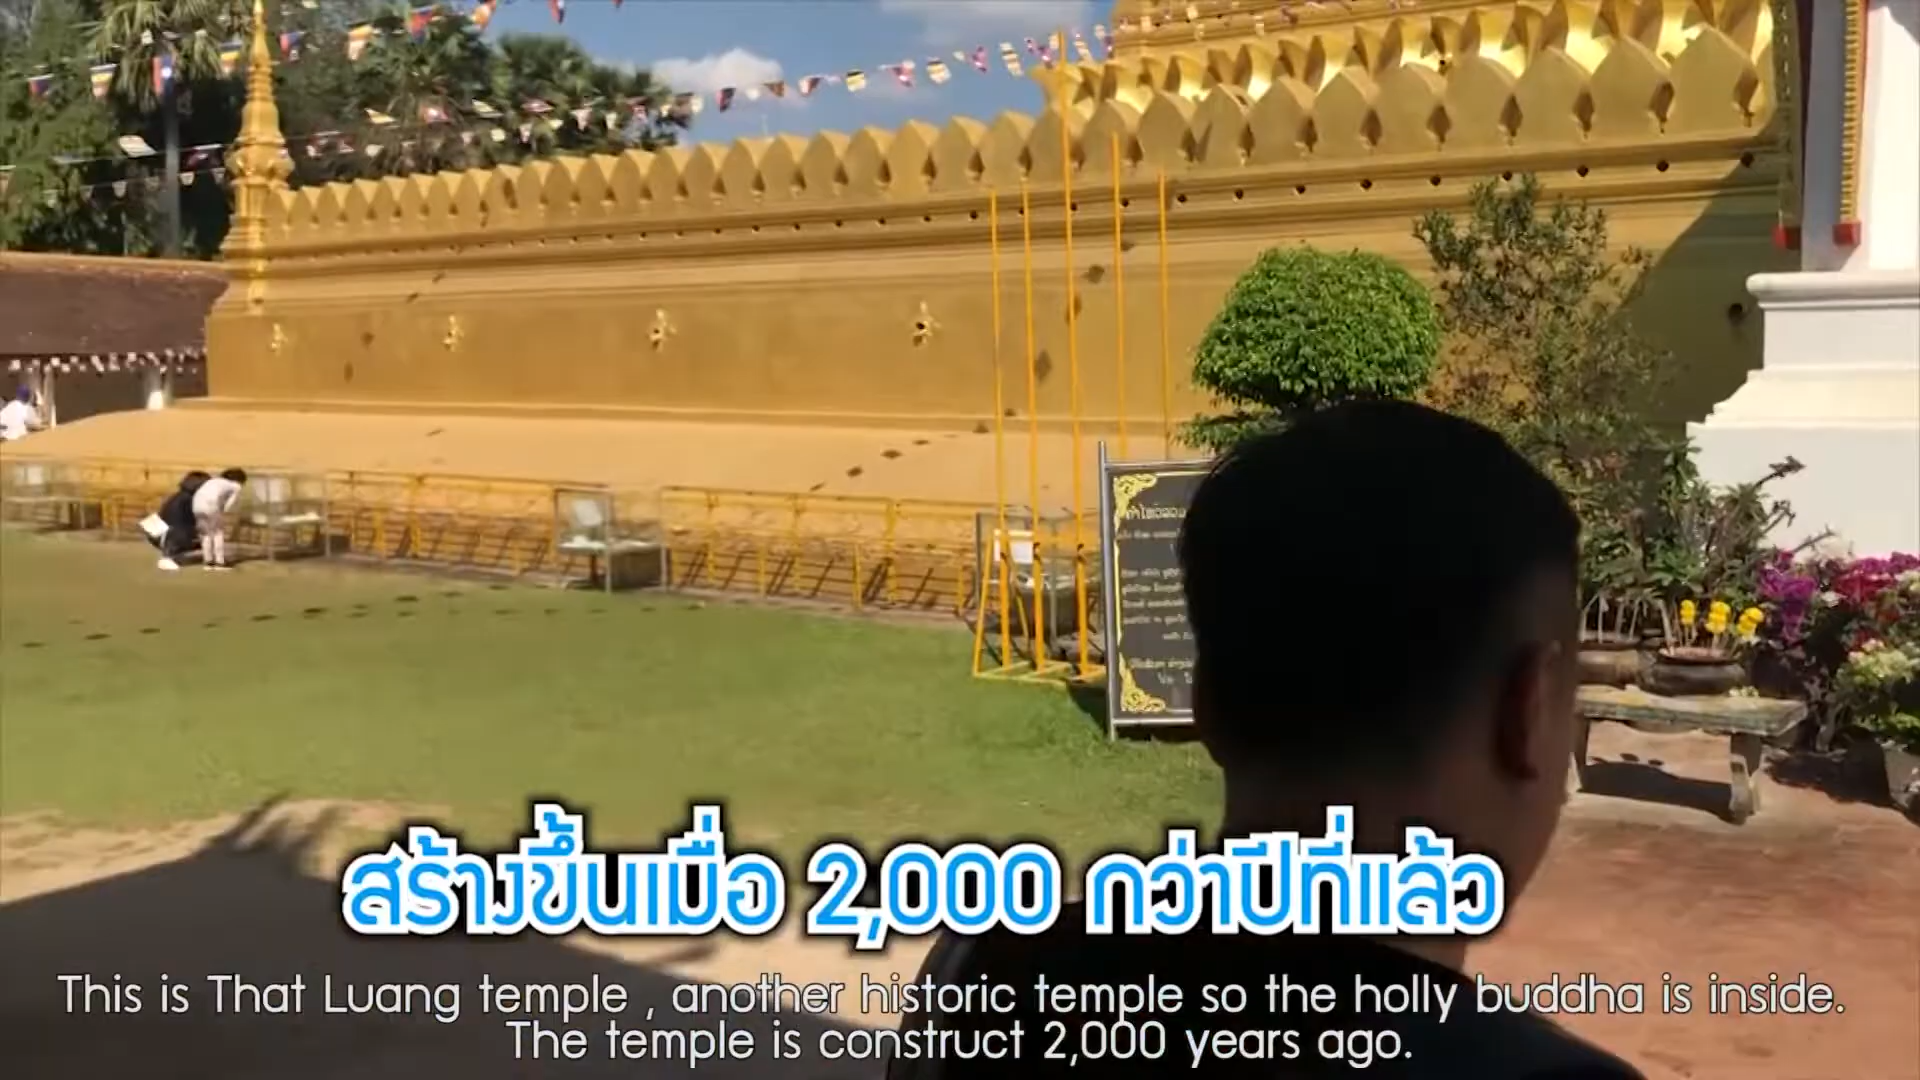 สร้างขึ้นเมื่อ 2,000 กว่าปีที่แล้ว
This is That Luang temple , another historic temple so the holly buddha is inside.
The temple is construct 2,000 years ago.